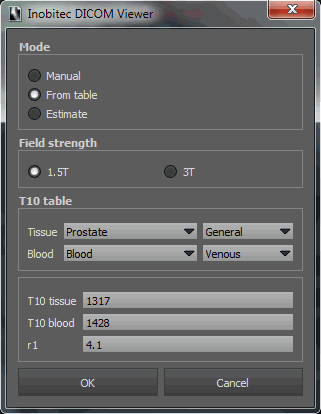 Inobitec DICOM Viewer
Mode
Manual
From table
Estimate
Field strength
1.5T 3T
T10 table
Tissue Prostate General
Blood Blood Venous
T10 tissue 1317
T10 blood 1428
r1 4.1
OK Cancel